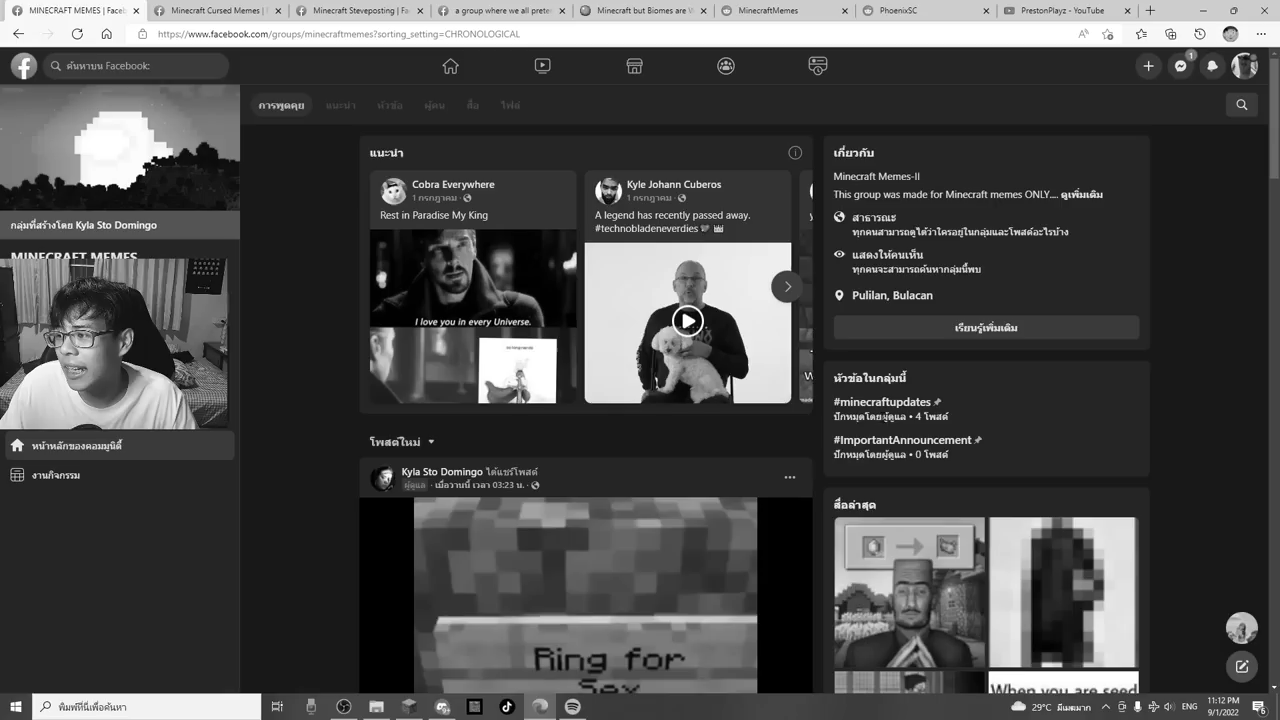 MINECRAFT MEMES | Faceb
Minecraft Cursed Memes |
Minecraft Steveposting | Fac
a group where we all prete
Minecraft but Biomes are W
MinecraftMemes
PhoenixSC
PrestonPlayz - YouTube
https://www.facebook.com/groups/minecraftmemes?sorting_setting=CHRONOLOGICAL
ค้นหาบน Facebook
1
การพูดคุย
แนะนำ
หัวข้อ
ผู้คน
สื่อ
ไฟล์
กลุ่มที่สร้างโดย Kyla Sto Domingo
MINECRAFT MEMES
หน้าหลักของคอมมูนิตี้
งานกิจกรรม
แนะนำ
Cobra Everywhere
1 กรกฎาคม ·
Rest in Paradise My King
I love you in every Universe.
Kyle Johann Cuberos
1 กรกฎาคม ·
A legend has recently passed away.
#technobladeneverdies
โพสต์ใหม่
Kyla Sto Domingo ได้แชร์โพสต์
ผู้ดูแล · เมื่อวานนี้ เวลา 03:23 น. ·
Ring for
Sex
เกี่ยวกับ
Minecraft Memes-II
This group was made for Minecraft memes ONLY.... ดูเพิ่มเติม
สาธารณะ
ทุกคนสามารถดูได้ว่าใครอยู่ในกลุ่มและโพสต์อะไรบ้าง
แสดงให้คนเห็น
ทุกคนจะสามารถค้นหากลุ่มนี้พบ
Pulilan, Bulacan
เรียนรู้เพิ่มเติม
หัวข้อในกลุ่มนี้
#minecraftupdates
ปักหมุดโดยผู้ดูแล • 4 โพสต์
#ImportantAnnouncement
ปักหมุดโดยผู้ดูแล • 0 โพสต์
สื่อล่าสุด
When you are seed
พิมพ์ที่นี่เพื่อค้นหา
29°C มีเมฆมาก
11:12 PM
9/1/2022
6